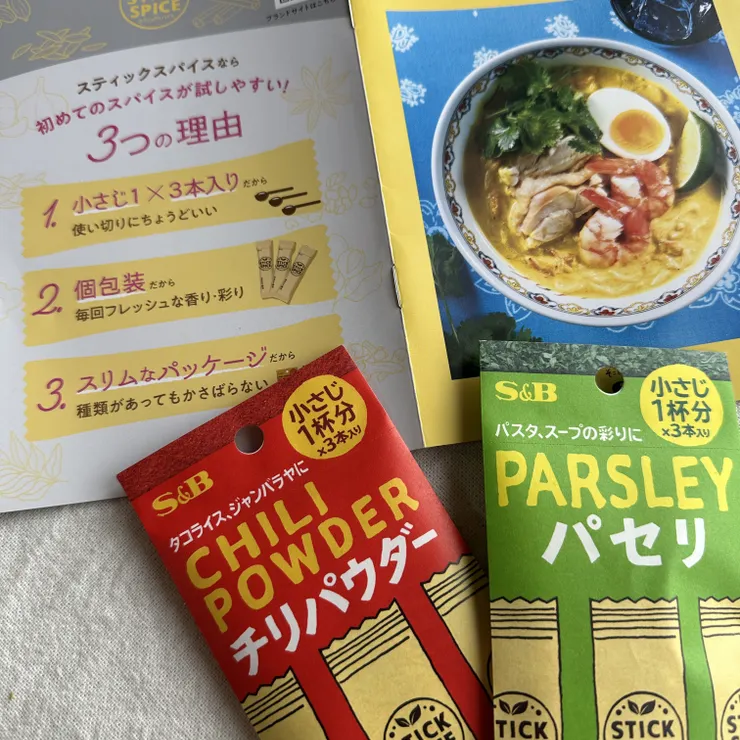 SPICE
ブランドサイトはこちら
スティックスパイスなら
初めてのスパイスが試しやすい!
3つの理由
1. 小さじ1×3本入りだから
使い切りにちょうどいい
2. 個包装だから
毎回フレッシュな香り・彩り
3. スリムなパッケージだから
種類があってもかさばらない
S&B
小さじ
1杯分
×3本入り
タコライス、ジャンバラヤに
CHILI
POWDER
チリパウダー
STICK
S&B
小さじ
1杯分
×3本入り
パスタ、スープの彩りに
PARSLEY
パセリ
STICK
STICK